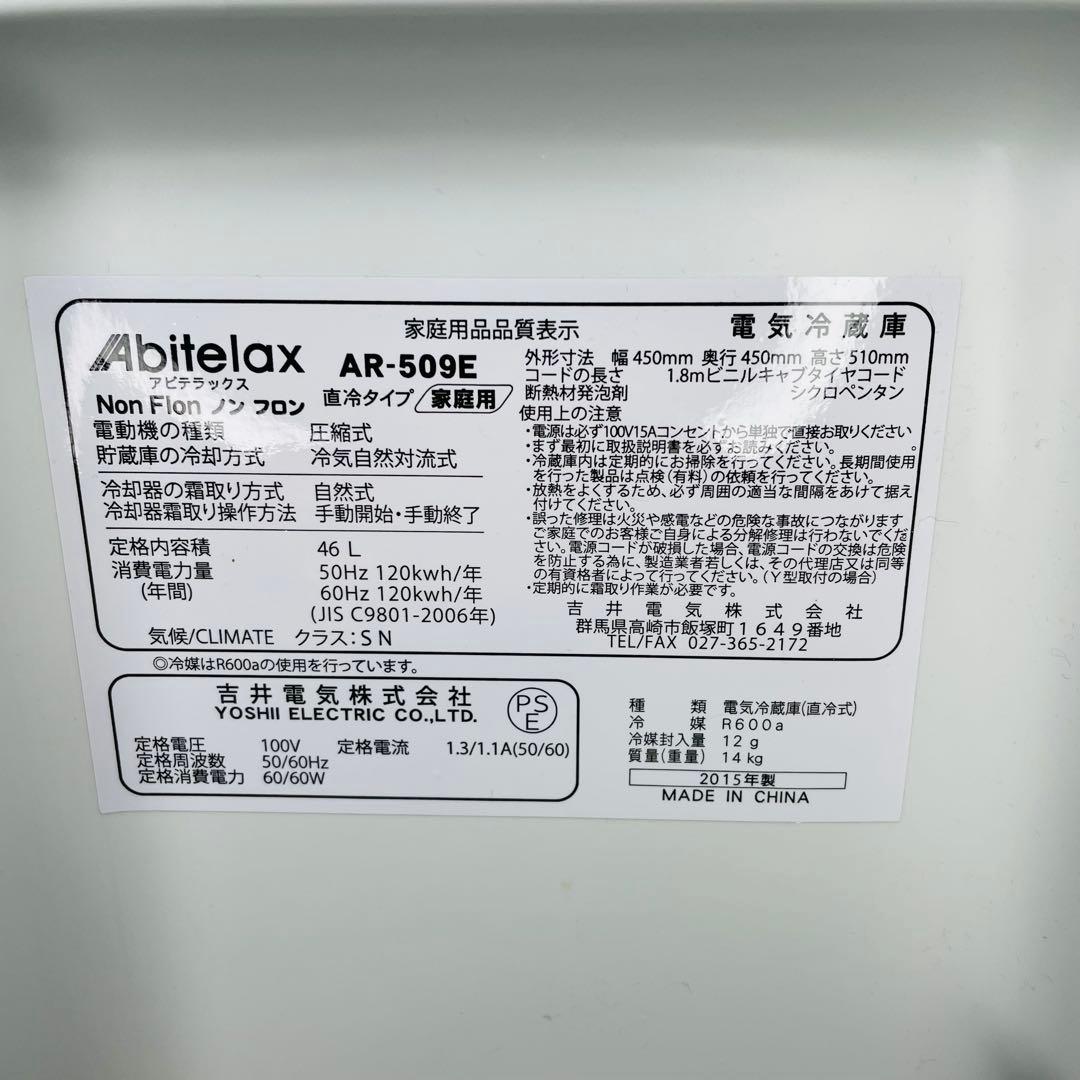 家庭用品品質表示
電気冷蔵庫
Abitelax
アビテラックス
AR-509E
Non Flon ノンフロン
直冷タイプ 家庭用
電動機の種類 圧縮式
貯蔵庫の冷却方式 冷気自然対流式
冷却器の霜取り方式 自然式
冷却器霜取り操作方法 手動開始・手動終了
定格内容積 46 L
消費電力量 50Hz 120kwh/年
(年間) 60Hz 120kwh/年
(JIS C9801-2006年)
気候/CLIMATE クラス:SN
外形寸法 幅 450mm 奥行 450mm 高さ 510mm
コードの長さ 1.8mビニルキャブタイヤコード
断熱材発泡剤 シクロペンタン
使用上の注意
・電源は必ず100V15Aコンセントから単独で直接お取りください
・まず最初に取扱説明書を必ずお読みください。
・冷蔵庫内は定期的にお掃除を行ってください。長期間使用
を行った製品は点検(有料)の依頼を行ってください。
・放熱をよくするため、必ず周囲の適当な間隔をあけて据え
付けてください。
・誤った修理は火災や感電などの危険な事故につながります
ご家庭でのお客様ご自身による分解修理は行わないでくだ
さい。電源コードが破損した場合、電源コードの交換は危険
を防止する為に、製造業者若しくは、その代理店又は同等
の有資格者によって行ってください。(Y型取付の場合)
・定期的に霜取り作業が必要です。
吉井電気株式会社
群馬県高崎市飯塚町1649番地
TEL/FAX 027-365-2172
◎冷媒はR600aの使用を行っています。
吉井電気株式会社
YOSHII ELECTRIC CO.,LTD.
PSE
定格電圧 100V 定格電流 1.3/1.1A(50/60)
定格周波数 50/60Hz
定格消費電力 60/60W
種類 電気冷蔵庫(直冷式)
冷媒 R600a
冷媒封入量 12g
質量(重量) 14kg
2015年製
MADE IN CHINA